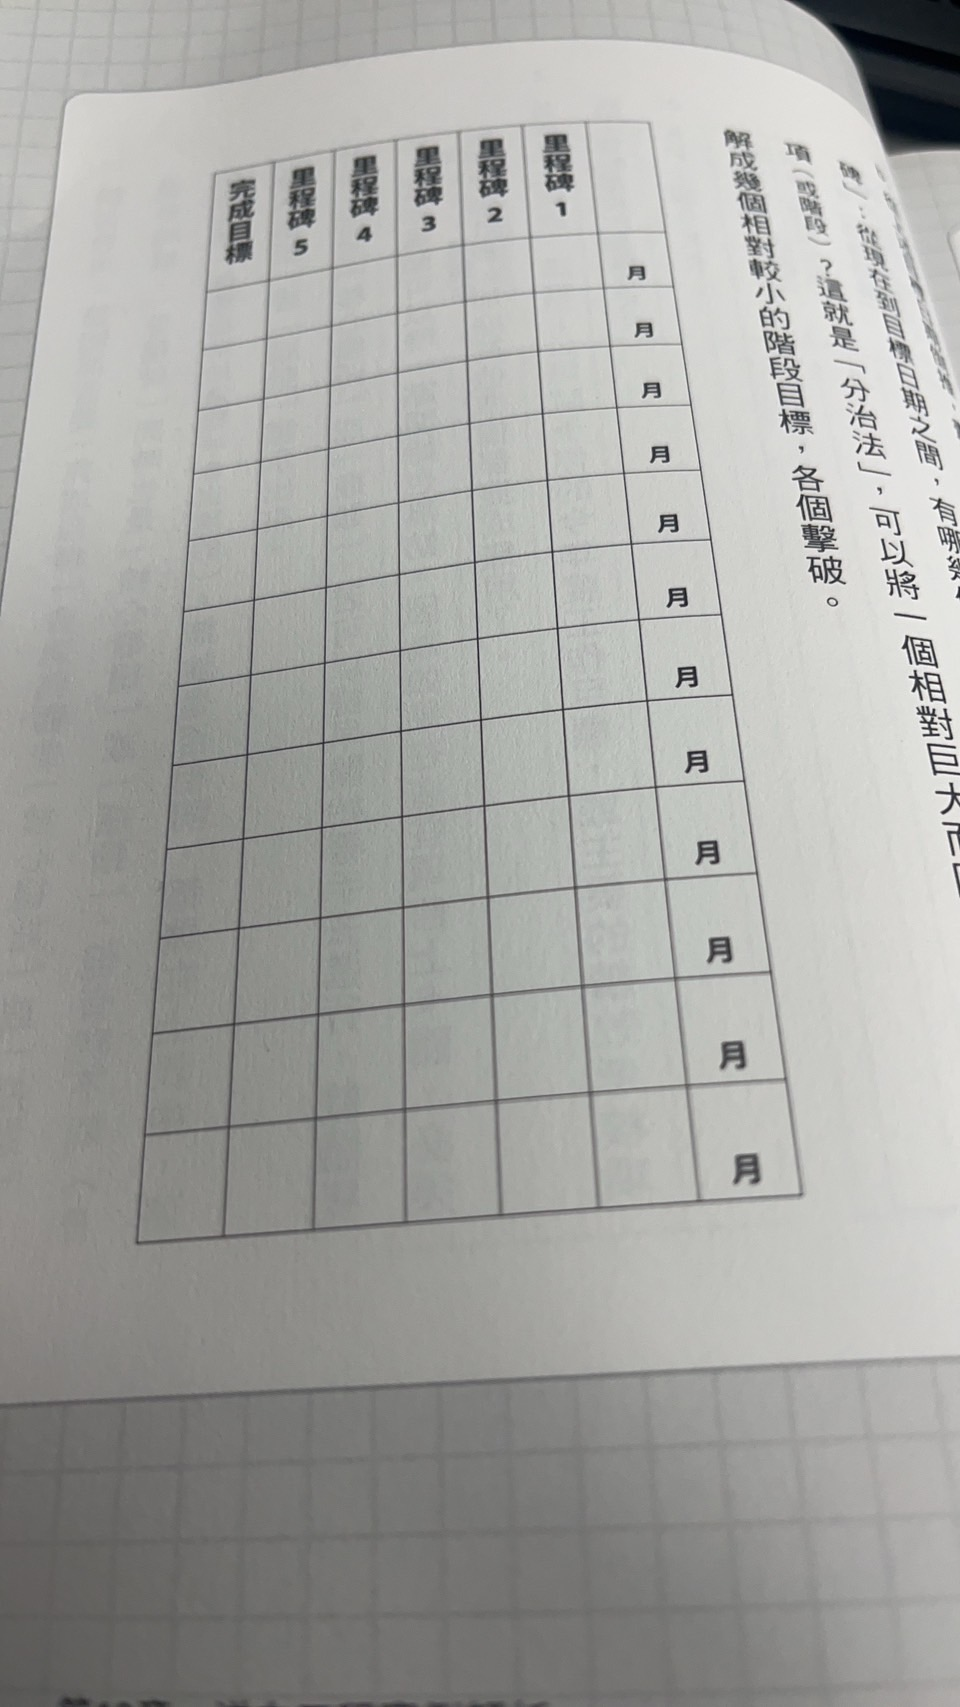 碑」：從現在到目標日期之間，有哪幾
項（或階段）？這就是「分治法」，可以將一個相對巨大而
解成幾個相對較小的階段目標，各個擊破。
月 月 月 月 月 月 月 月 月 月 月 月
里程碑 1
里程碑 2
里程碑 3
里程碑 4
里程碑 5
完成目標